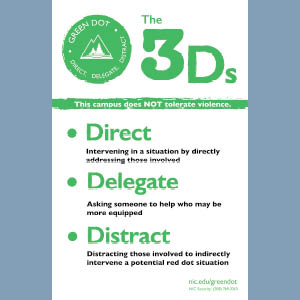 The
3Ds
GREEN DOT
DIRECT, DELEGATE, DISTRACT
This campus does NOT tolerate violence.
• Direct
Intervening in a situation by directly
addressing those involved
• Delegate
Asking someone to help who may be
more equipped
• Distract
Distracting those involved to indirectly
intervene a potential red dot situation
nic.edu/greendot
NIC Security